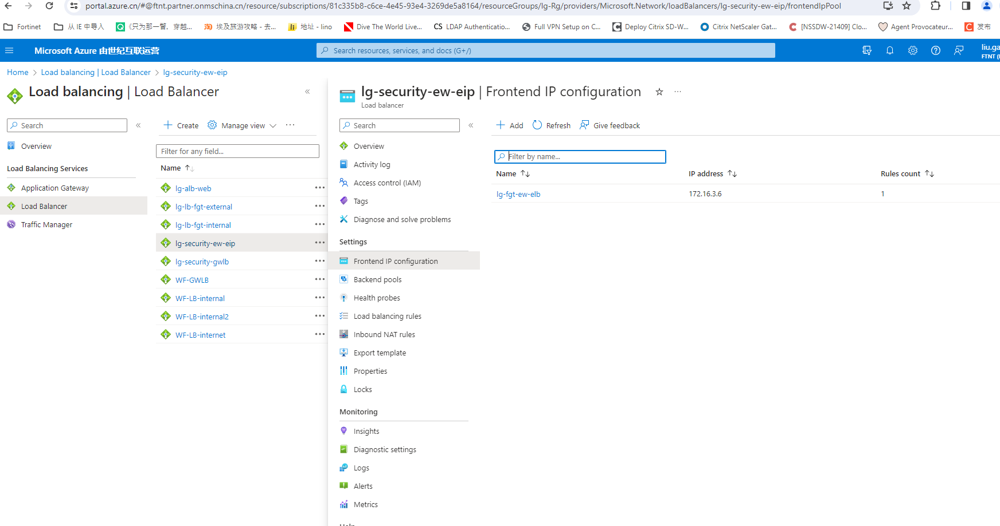 portal.azure.cn/#@ftnt.partner.onmschina.cn/resource/subscriptions/81c335b8-c6ce-4e45-93e4-3269de5a8164/resourceGroups/lg-Rg/providers/Microsoft.Network/loadBalancers/lg-security-ew-eip/frontendIpPool
Fortinet 从 IE 中导入 《只为那一瞥，穿越... 埃及旅游攻略 - 去... 地址 - lino Dive The World Live... CS LDAP Authenticatio... Full VPN Setup on C... Deploy Citrix SD-W... Citrix NetScaler Gat... [NSSDW-21409] Clo... Agent Provocateur... 发布
Microsoft Azure 由世纪互联运营
Search resources, services, and docs (G+/)
liu.ga
FTNT (
Home > Load balancing | Load Balancer > lg-security-ew-eip
Load balancing | Load Balancer
Search
Overview
Load Balancing Services
Application Gateway
Load Balancer
Traffic Manager
Create Manage view
Filter for any field...
Name
lg-alb-web
lg-lb-fgt-external
lg-lb-fgt-internal
lg-security-ew-eip
lg-security-gwlb
WF-GWLB
WF-LB-internal
WF-LB-internal2
WF-LB-internet
lg-security-ew-eip | Frontend IP configuration
Load balancer
Search
Overview
Activity log
Access control (IAM)
Tags
Diagnose and solve problems
Settings
Frontend IP configuration
Backend pools
Health probes
Load balancing rules
Inbound NAT rules
Export template
Properties
Locks
Monitoring
Insights
Diagnostic settings
Logs
Alerts
Metrics
Help
Add Refresh Give feedback
Filter by name...
Name IP address Rules count
lg-fgt-ew-elb 172.16.3.6 1